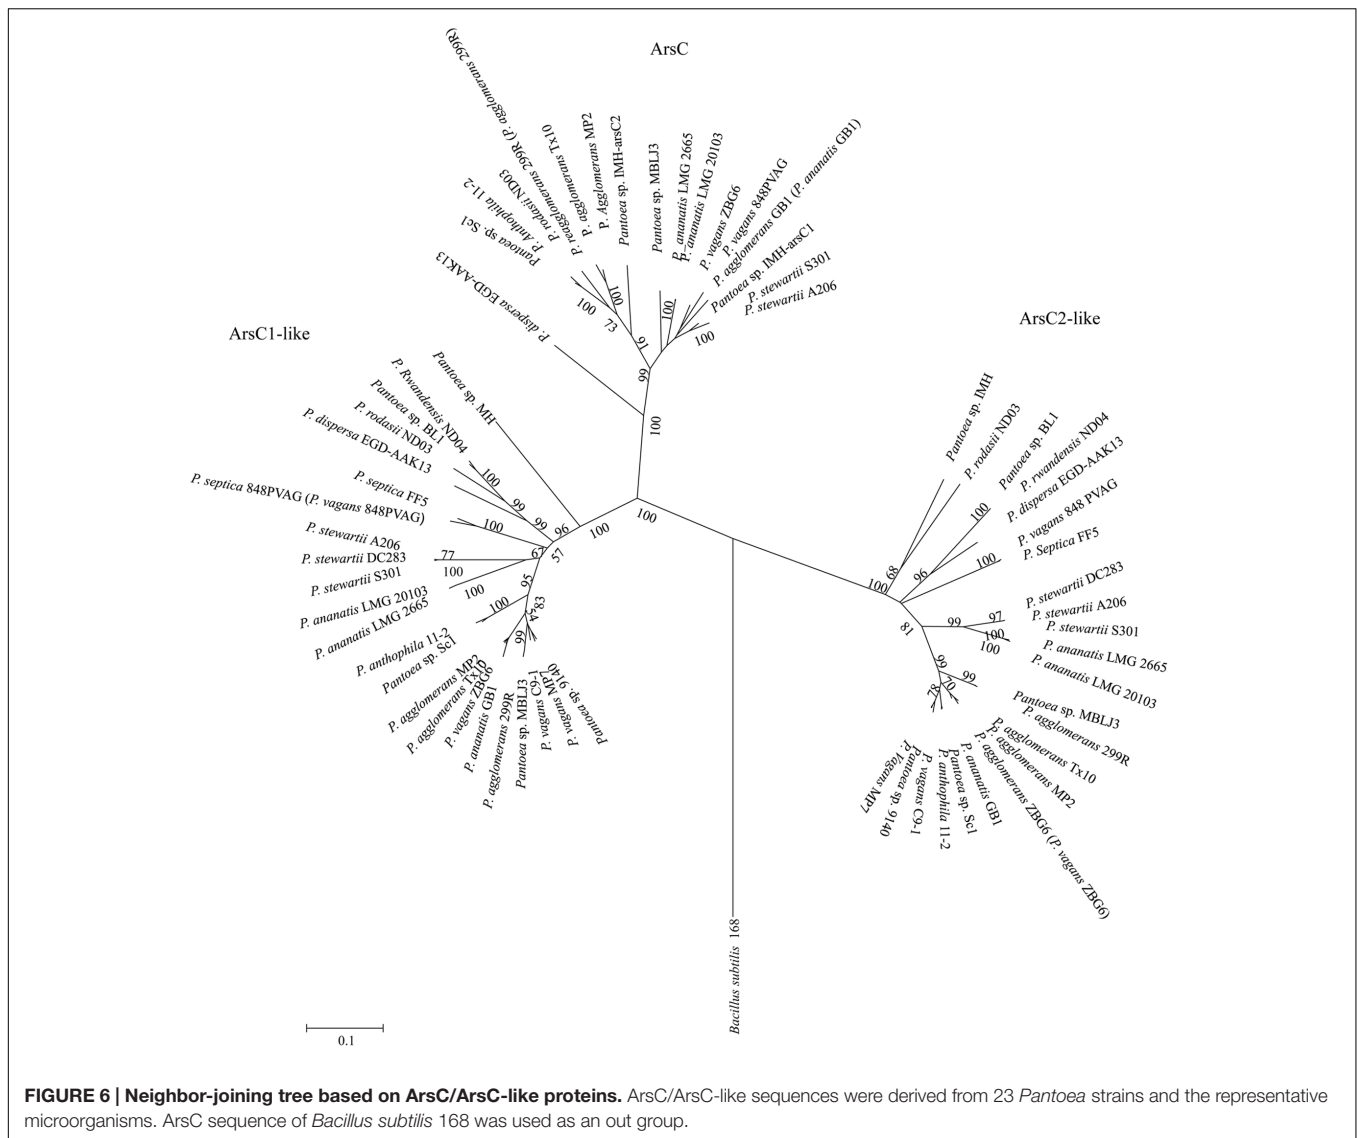 ArsC
P. reagglomerans 299R (P. agglomerans 299R)
P. agglomerans Tx10
P. Agglomerans MP2
Pantoea sp. IMH-arsC2
Pantoea sp. MBLJ3
P. ananatis LMG 2665
P. ananatis LMG 20103
P. vagans ZBG6
P. vagans 848PVAG
P. agglomerans GB1 (P. ananatis GB1)
Pantoea sp. IMH-arsC1
P. stewartii S301
P. stewartii A206
P. rodasii ND03
P. Anthophila 11-2
Pantoea sp. Sc1
P. dispersa EGD-AAK13
100
100
73
91
100
100
99
100
ArsC1-like
Pantoea sp. MH
P. Rwandensis ND04
Pantoea sp. BL1
P. rodasii ND03
P. dispersa EGD-AAK13
P. septica FF5
P. septica 848PVAG (P. vagans 848PVAG)
P. stewartii A206
P. stewartii DC283
P. stewartii S301
P. ananatis LMG 20103
P. ananatis LMG 2665
P. anthophila 11-2
Pantoea sp. Sc1
P. agglomerans MP2
P. agglomerans Tx10
P. vagans ZBG6
P. ananatis GB1
P. agglomerans 299R
Pantoea sp. MBLJ3
P. vagans C9-1
P. vagans MP7
Pantoea sp. 9140
100
99
99
96
100
100
67
57
77
100
100
95
100
83
54
99
100
ArsC2-like
Pantoea sp. IMH
P. rodasii ND03
Pantoea sp. BL1
P. rwandensis ND04
P. dispersa EGD-AAK13
P. vagans 848 PVAG
P. Septica FF5
P. stewartii DC283
P. stewartii A206
P. stewartii S301
P. ananatis LMG 2665
P. ananatis LMG 20103
Pantoea sp. MBLJ3
P. agglomerans 299R
P. agglomerans Tx10
P. agglomerans MP2
P. agglomerans ZBG6 (P. vagans ZBG6)
P. ananatis GB1
Pantoea sp. Sc1
P. anthophila 11-2
P. vagans C9-1
Pantoea sp. 9140
P. Vagans MP7
100
68
96
100
100
81
99
97
100
100
99
99
70
78
Bacillus subtilis 168
0.1
FIGURE 6 | Neighbor-joining tree based on ArsC/ArsC-like proteins. ArsC/ArsC-like sequences were derived from 23 Pantoea strains and the representative
microorganisms. ArsC sequence of Bacillus subtilis 168 was used as an out group.